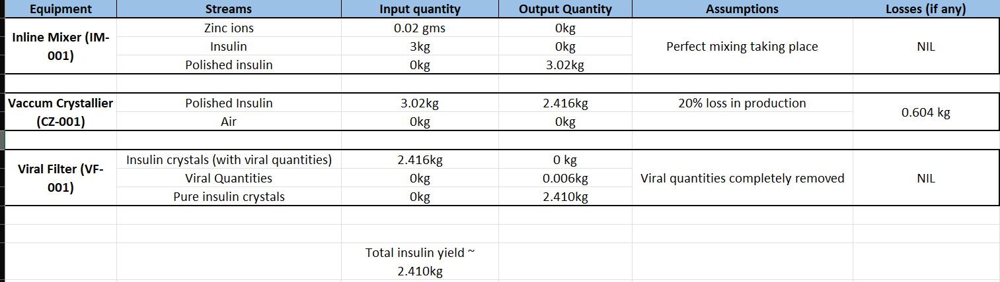 Equipment Streams Input quantity Output Quantity Assumptions Losses (if any)
Inline Mixer (IM-001) Zinc ions 0.02 gms 0kg Perfect mixing taking place NIL
Insulin 3kg 0kg
Polished insulin 0kg 3.02kg
Vaccum Crystallier (CZ-001) Polished Insulin 3.02kg 2.416kg 20% loss in production 0.604 kg
Air 0kg 0kg
Viral Filter (VF-001) Insulin crystals (with viral quantities) 2.416kg 0 kg Viral quantities completely removed NIL
Viral Quantities 0kg 0.006kg
Pure insulin crystals 0kg 2.410kg
Total insulin yield ~
2.410kg